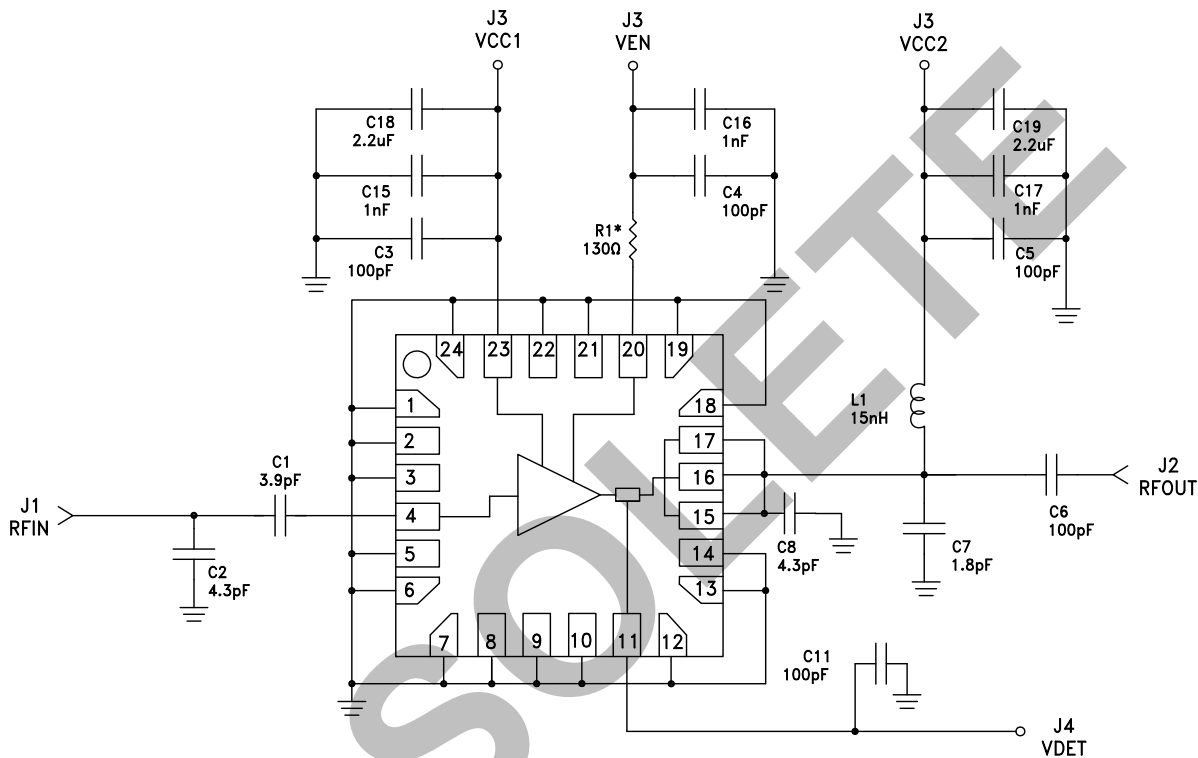 J3
VCC1
J3
VEN
J3
VCC2
C18
2.2uF
C15
1nF
C3
100pF
C16
1nF
C4
100pF
R1*
130Ω
C19
2.2uF
C17
1nF
C5
100pF
24
23
22
21
20
19
1
2
3
4
5
6
18
17
16
15
14
13
7
8
9
10
11
12
L1
15nH
J1
RFIN
C1
3.9pF
C2
4.3pF
C8
4.3pF
C7
1.8pF
C6
100pF
J2
RFOUT
C11
100pF
J4
VDET
SOLETE